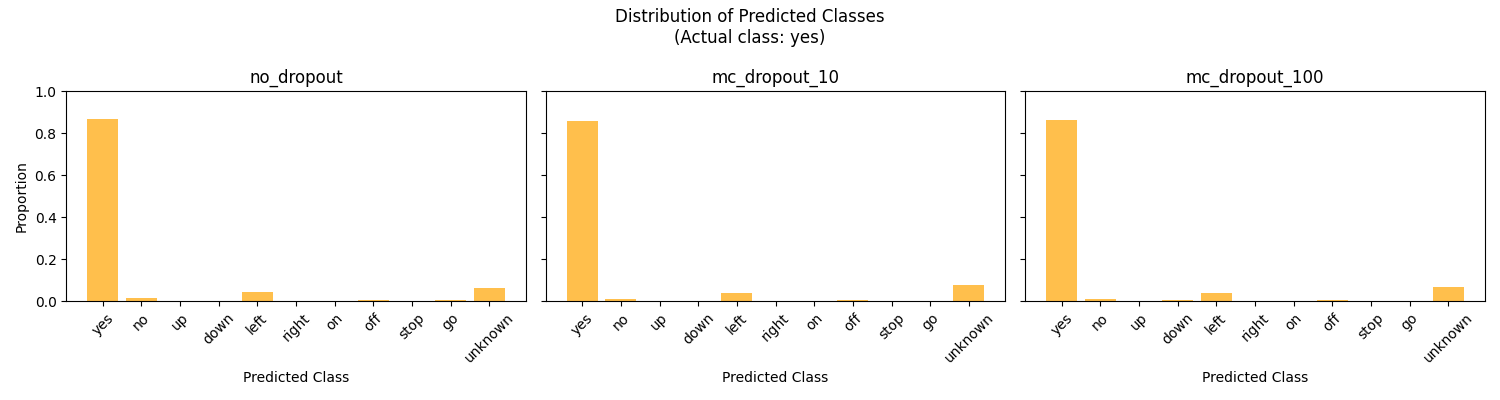 Distribution of Predicted Classes
(Actual class: yes)
no_dropout
mc_dropout_10
mc_dropout_100
Proportion
1.0
0.8
0.6
0.4
0.2
0.0
yes
no
up
down
left
right
on
off
stop
go
unknown
Predicted Class
yes
no
up
down
left
right
on
off
stop
go
unknown
Predicted Class
yes
no
up
down
left
right
on
off
stop
go
unknown
Predicted Class